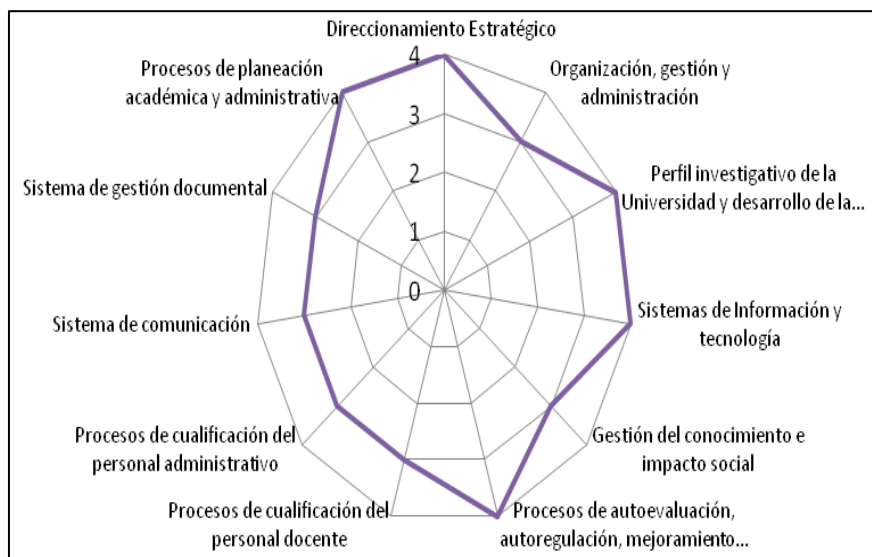 Direccionamiento Estratégico
Organización, gestión y
administración
Perfil investigativo de la
Universidad y desarrollo de la...
Sistemas de Información y
tecnología
Gestión del conocimiento e
impacto social
Procesos de autoevaluación,
autoregulación, mejoramiento...
Procesos de cualificación del
personal docente
Procesos de cualificación del
personal administrativo
Sistema de comunicación
Sistema de gestión documental
Procesos de planeación
académica y administrativa
4
3
2
1
0